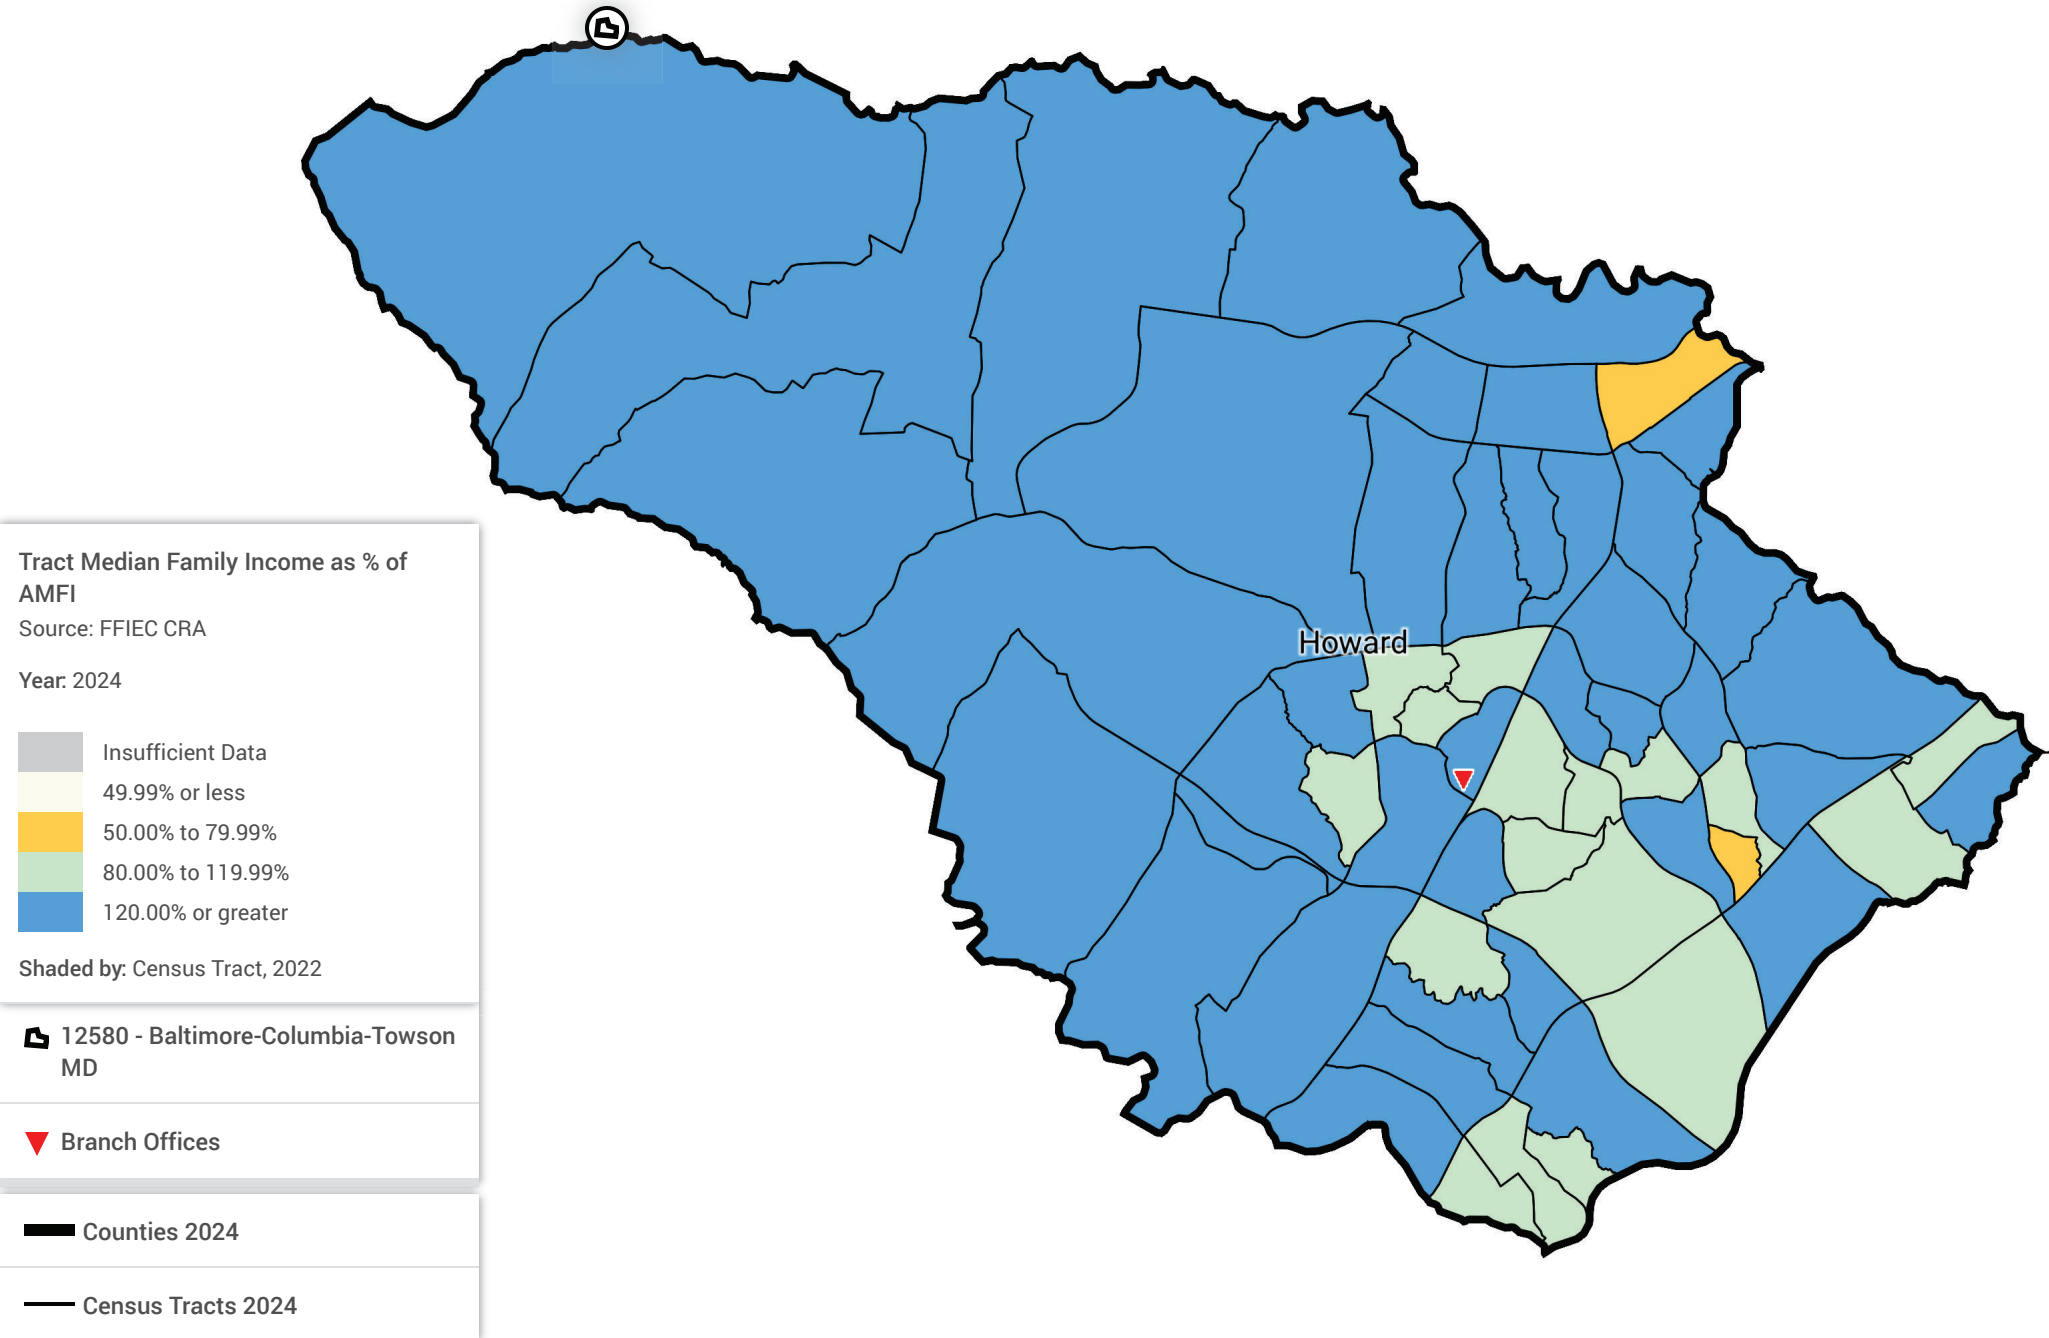 Howard
Tract Median Family Income as % of
AMFI
Source: FFIEC CRA
Year: 2024
Insufficient Data
49.99% or less
50.00% to 79.99%
80.00% to 119.99%
120.00% or greater
Shaded by: Census Tract, 2022
12580 - Baltimore-Columbia-Towson
MD
Branch Offices
Counties 2024
Census Tracts 2024